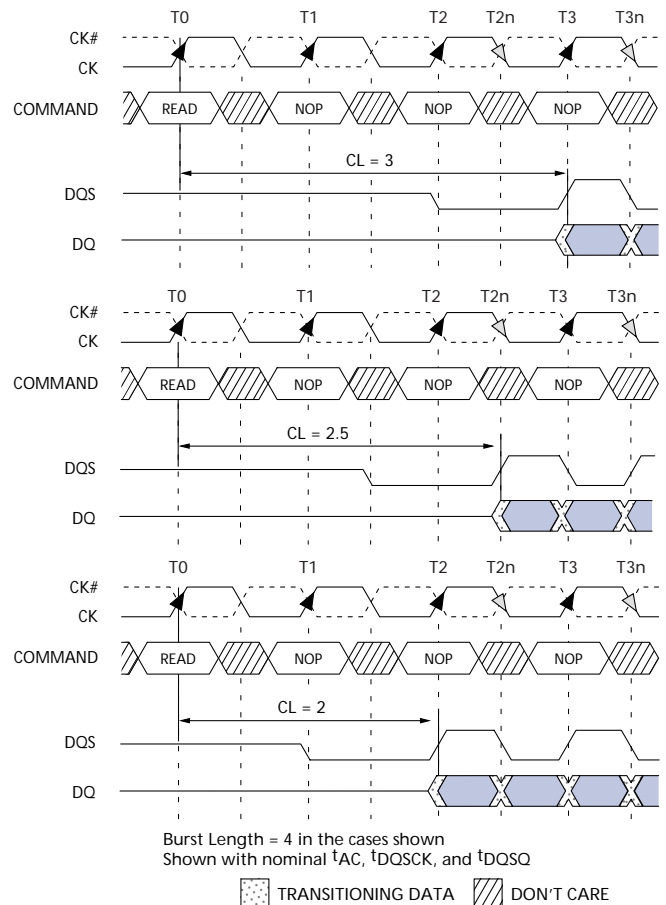 T0 T1 T2 T2n T3 T3n
CK#
CK
COMMAND READ NOP NOP NOP
CL = 3
DQS
DQ
T0 T1 T2 T2n T3 T3n
CK#
CK
COMMAND READ NOP NOP NOP
CL = 2.5
DQS
DQ
T0 T1 T2 T2n T3 T3n
CK#
CK
COMMAND READ NOP NOP NOP
CL = 2
DQS
DQ
Burst Length = 4 in the cases shown
Shown with nominal tAC, tDQSCK, and tDQSQ
TRANSITIONING DATA DON'T CARE